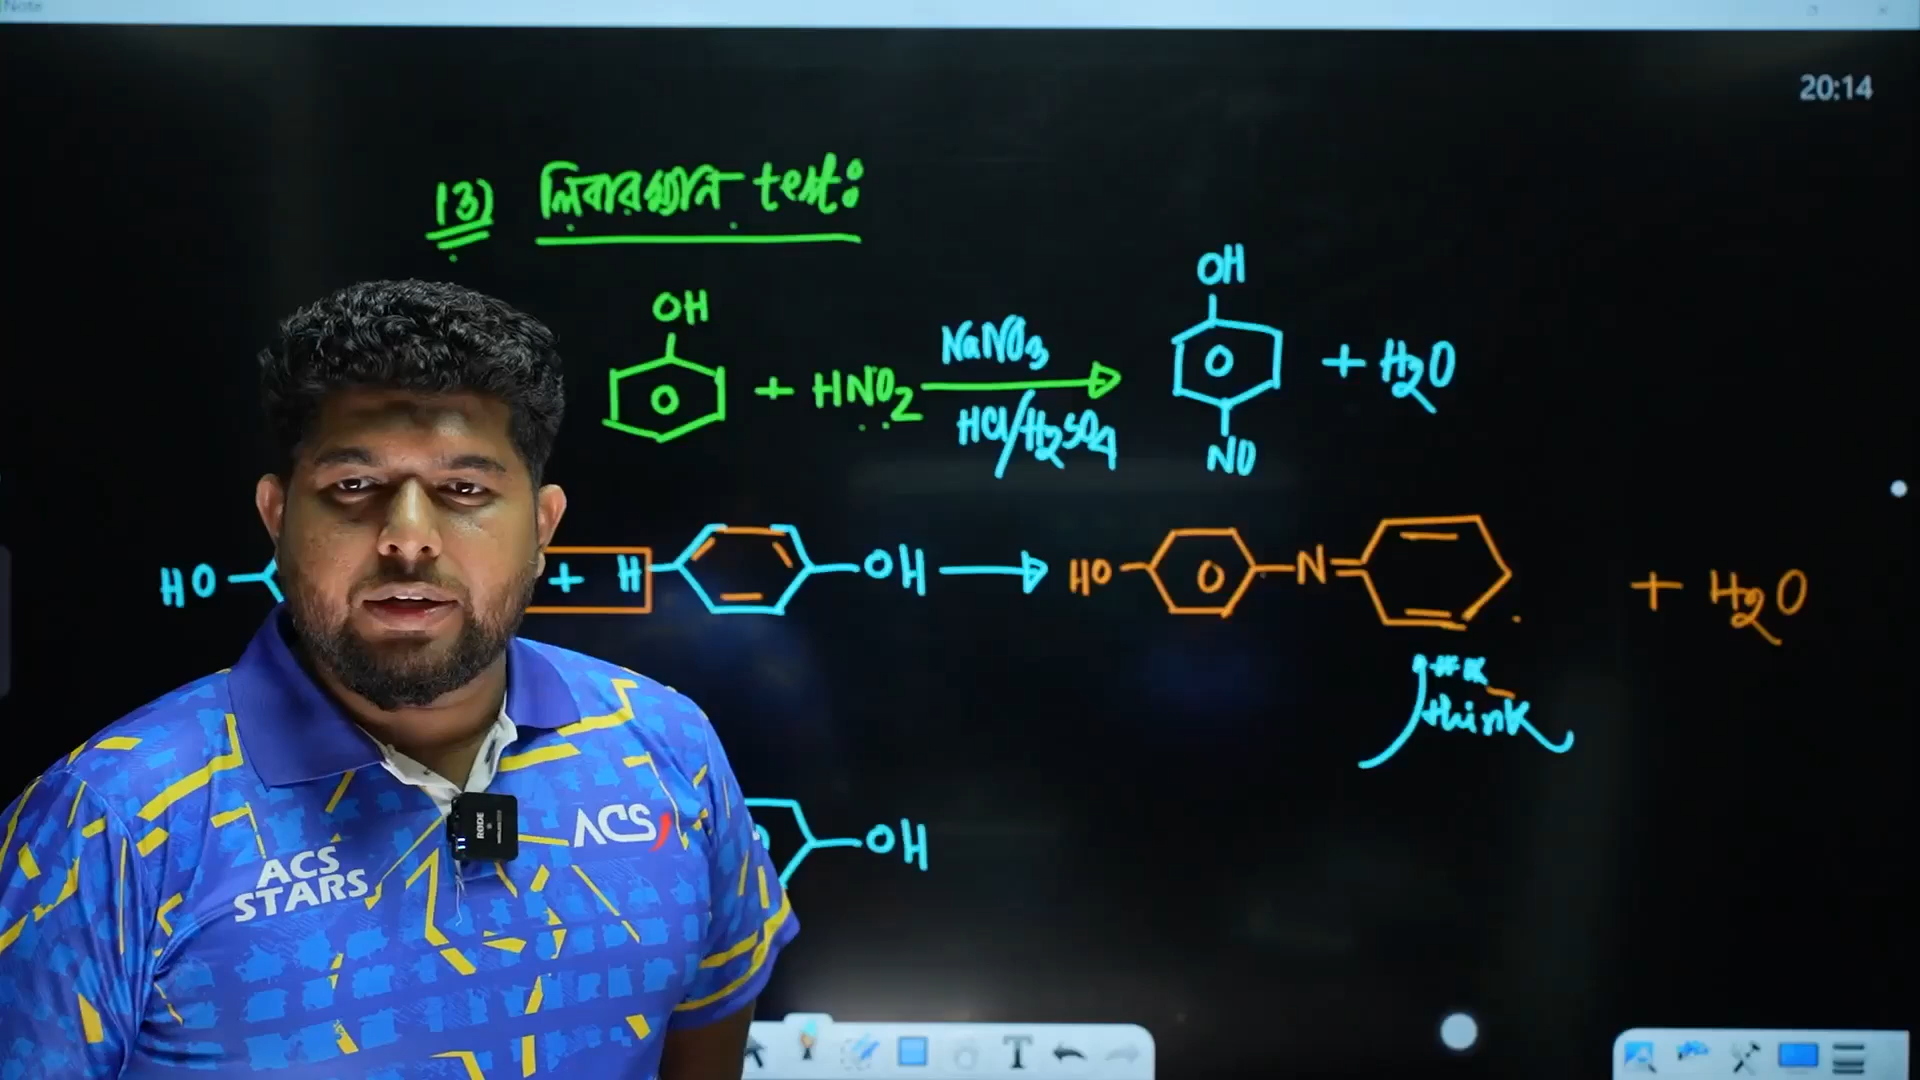 Note
20:14
13) লিবারম্যান test:
OH
+ HNO2 NaNO3 HCl/H2SO4 OH NO + H2O
HO + H OH HO N + H2O
think
OH
ACS
ACS
STARS
RODE
T